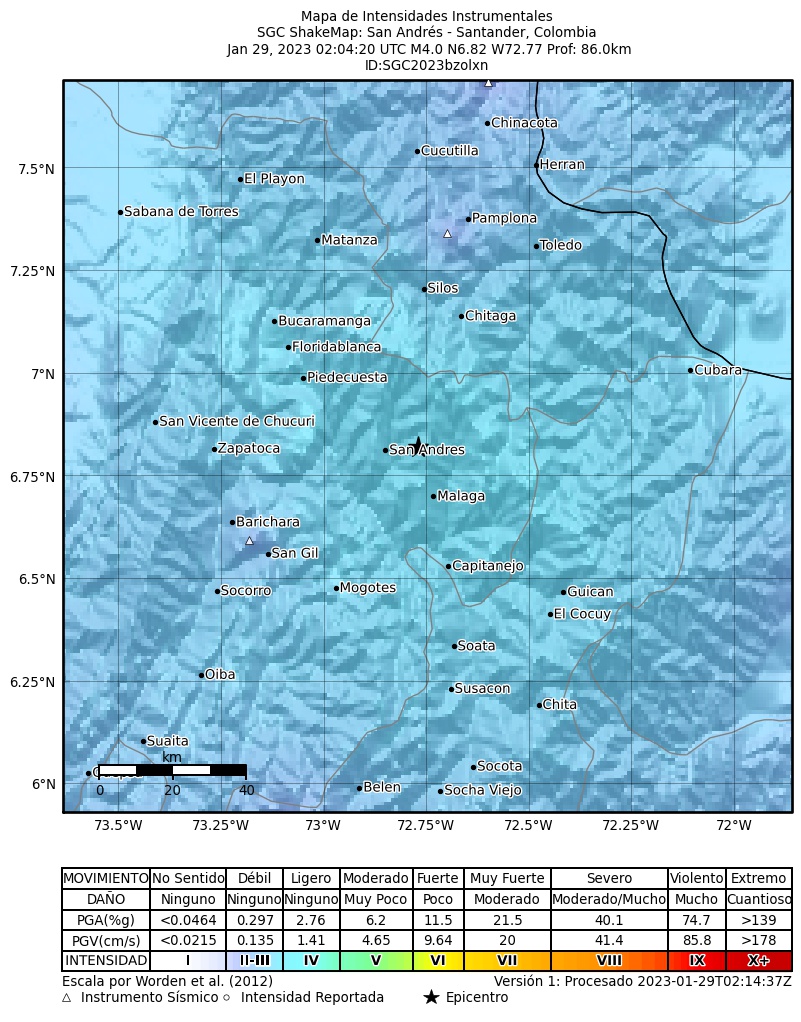 Mapa de Intensidades Instrumentales
SGC ShakeMap: San Andrés - Santander, Colombia
Jan 29, 2023 02:04:20 UTC M4.0 N6.82 W72.77 Prof: 86.0km
ID:SGC2023bzolxn
Chinacota
Cucutilla
Herran
7.5°N
El Playon
Sabana de Torres
Pamplona
Matanza
Toledo
7.25°N
Silos
Chitaga
Bucaramanga
Floridablanca
7°N
Cubara
Piedecuesta
San Vicente de Chucuri
Zapatoca
San Andres
6.75°N
Malaga
Barichara
San Gil
Capitanejo
6.5°N
Socorro
Mogotes
Guican
El Cocuy
Soata
Oiba
6.25°N
Susacon
Chita
Suaita
km
Socota
6°N
0 20 40
Belen
Socha Viejo
73.5°W 73.25°W 73°W 72.75°W 72.5°W 72.25°W 72°W
MOVIMIENTO No Sentido Débil Ligero Moderado Fuerte Muy Fuerte Severo Violento Extremo
DAÑO Ninguno Ninguno Ninguno Muy Poco Poco Moderado Moderado/Mucho Mucho Cuantioso
PGA(%g) <0.0464 0.297 2.76 6.2 11.5 21.5 40.1 74.7 >139
PGV(cm/s) <0.0215 0.135 1.41 4.65 9.64 20 41.4 85.8 >178
INTENSIDAD I II-III IV V VI VII VIII IX X+
Escala por Worden et al. (2012) Versión 1: Procesado 2023-01-29T02:14:37Z
Instrumento Sísmico Intensidad Reportada Epicentro